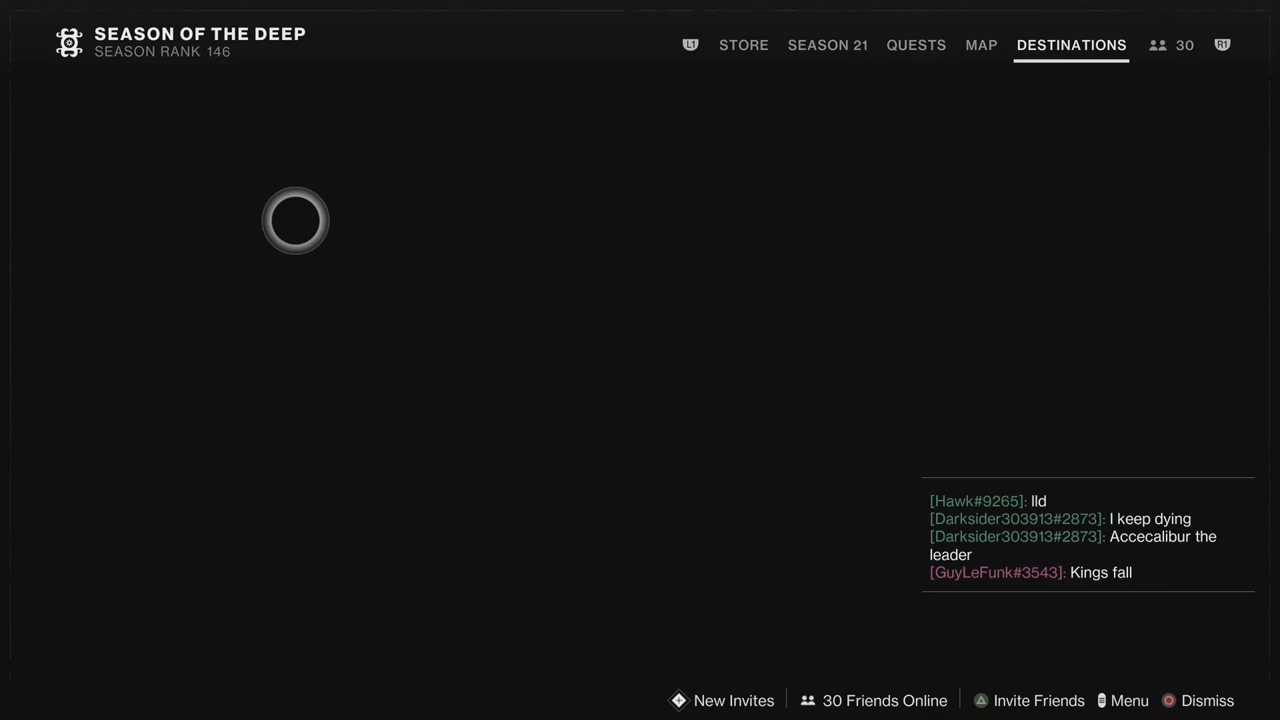 SEASON OF THE DEEP
SEASON RANK 146
L1 STORE SEASON 21 QUESTS MAP DESTINATIONS 30 R1
[Hawk#9265]: lld
[Darksider303913#2873]: I keep dying
[Darksider303913#2873]: Accecalibur the
leader
[GuyLeFunk#3543]: Kings fall
New Invites 30 Friends Online Invite Friends Menu Dismiss